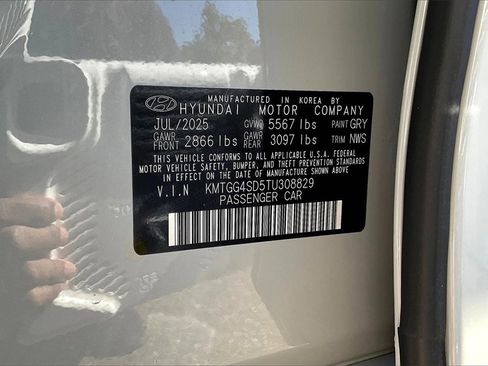 MANUFACTURED IN KOREA BY
HYUNDAI MOTOR COMPANY
JUL/2025 GVWR 5567 lbs PAINT GRY
GAWR FRONT 2866 lbs GAWR REAR 3097 lbs TRIM NWS
THIS VEHICLE CONFORMS TO ALL APPLICABLE U.S.A. FEDERAL
MOTOR VEHICLE SAFETY, BUMPER, AND THEFT PREVENTION STANDARDS
IN EFFECT ON THE DATE OF MANUFACTURE SHOWN ABOVE.
V.I.N KMTGG4SD5TU308829
PASSENGER CAR